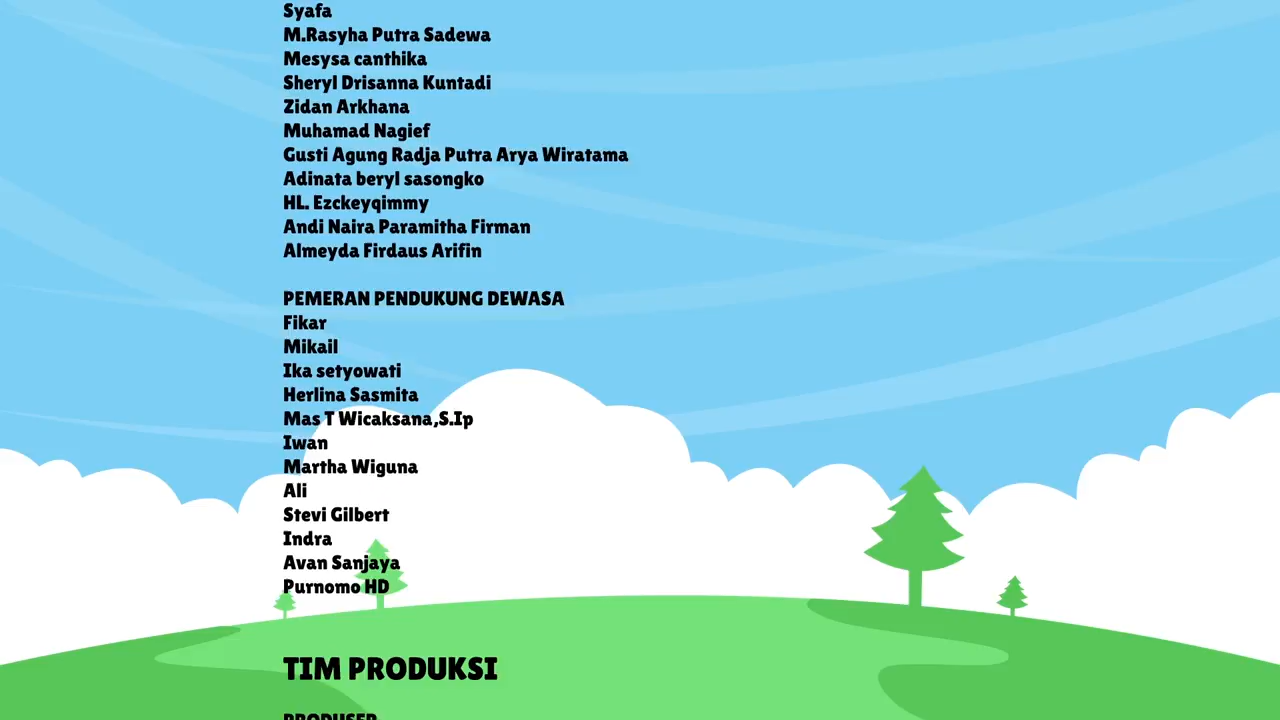 Syafa
M.Rasyha Putra Sadewa
Mesysa canthika
Sheryl Drisanna Kuntadi
Zidan Arkhana
Muhamad Nagief
Gusti Agung Radja Putra Arya Wiratama
Adinata beryl sasongko
HL. Ezckeyqimmy
Andi Naira Paramitha Firman
Almeyda Firdaus Arifin
PEMERAN PENDUKUNG DEWASA
Fikar
Mikail
Ika setyowati
Herlina Sasmita
Mas T Wicaksana,S.Ip
Iwan
Martha Wiguna
Ali
Stevi Gilbert
Indra
Avan Sanjaya
Purnomo HD
TIM PRODUKSI
PRODUSER